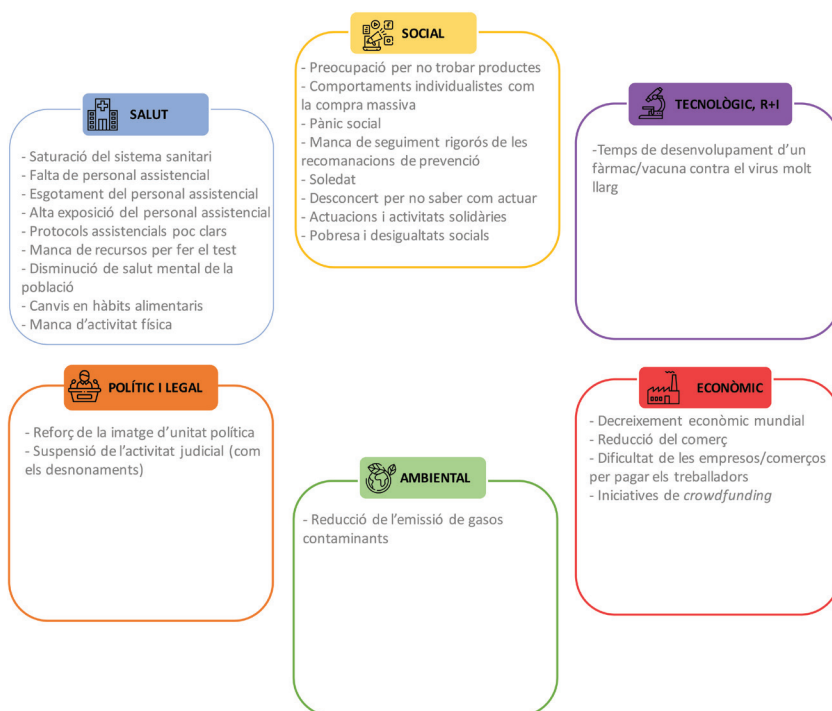 SOCIAL
- Preocupació per no trobar productes
- Comportaments individualistes com
la compra massiva
- Pànic social
- Manca de seguiment rigorós de les
recomanacions de prevenció
- Soledat
- Desconcert per no saber com actuar
- Actuacions i activitats solidàries
- Pobresa i desigualtats socials
SALUT
- Saturació del sistema sanitari
- Falta de personal assistencial
- Esgotament del personal assistencial
- Alta exposició del personal assistencial
- Protocols assistencials poc clars
- Manca de recursos per fer el test
- Disminució de salut mental de la
població
- Canvis en hàbits alimentaris
- Manca d'activitat física
TECNOLÒGIC, R+I
-Temps de desenvolupament d'un
fàrmac/vacuna contra el virus molt
llarg
POLÍTIC I LEGAL
- Reforç de la imatge d'unitat política
- Suspensió de l'activitat judicial (com
els desnonaments)
AMBIENTAL
- Reducció de l'emissió de gasos
contaminants
ECONÒMIC
- Decreixement econòmic mundial
- Reducció del comerç
- Dificultat de les empresos/comerços
per pagar els treballadors
- Iniciatives de crowdfunding